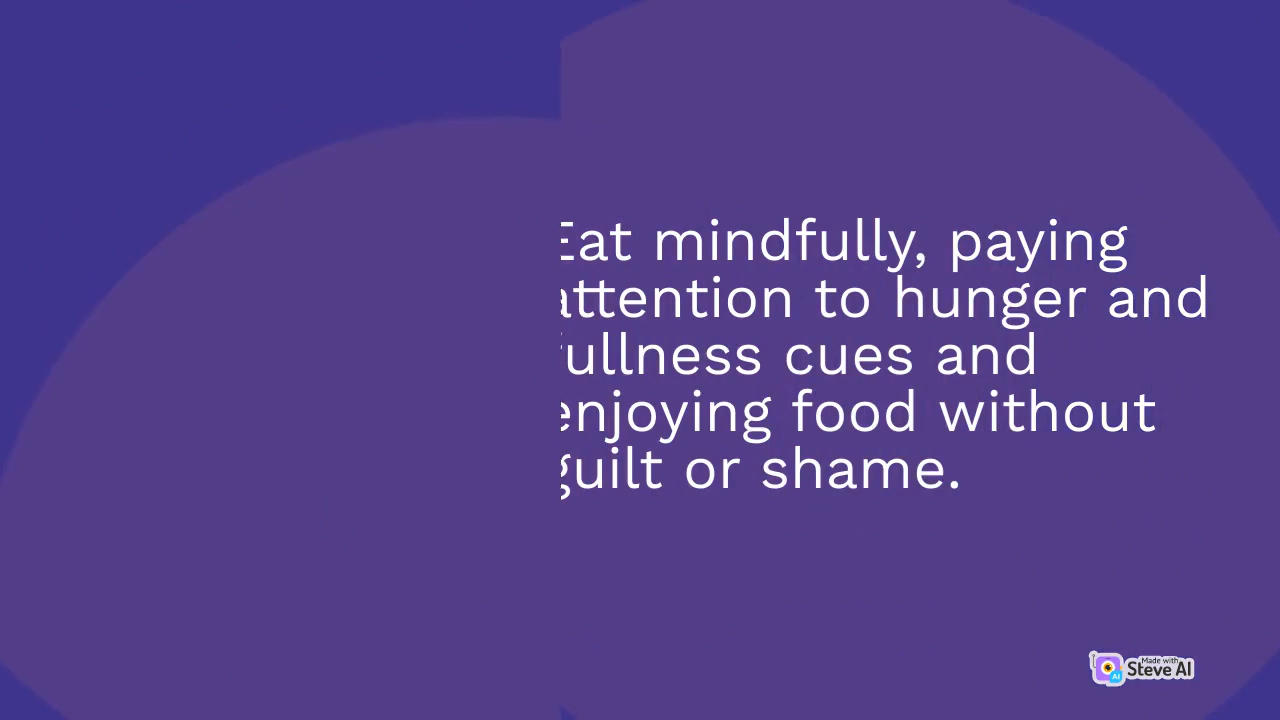 Eat mindfully, paying
attention to hunger and
fullness cues and
enjoying food without
guilt or shame.
Made with
Steve AI
AI